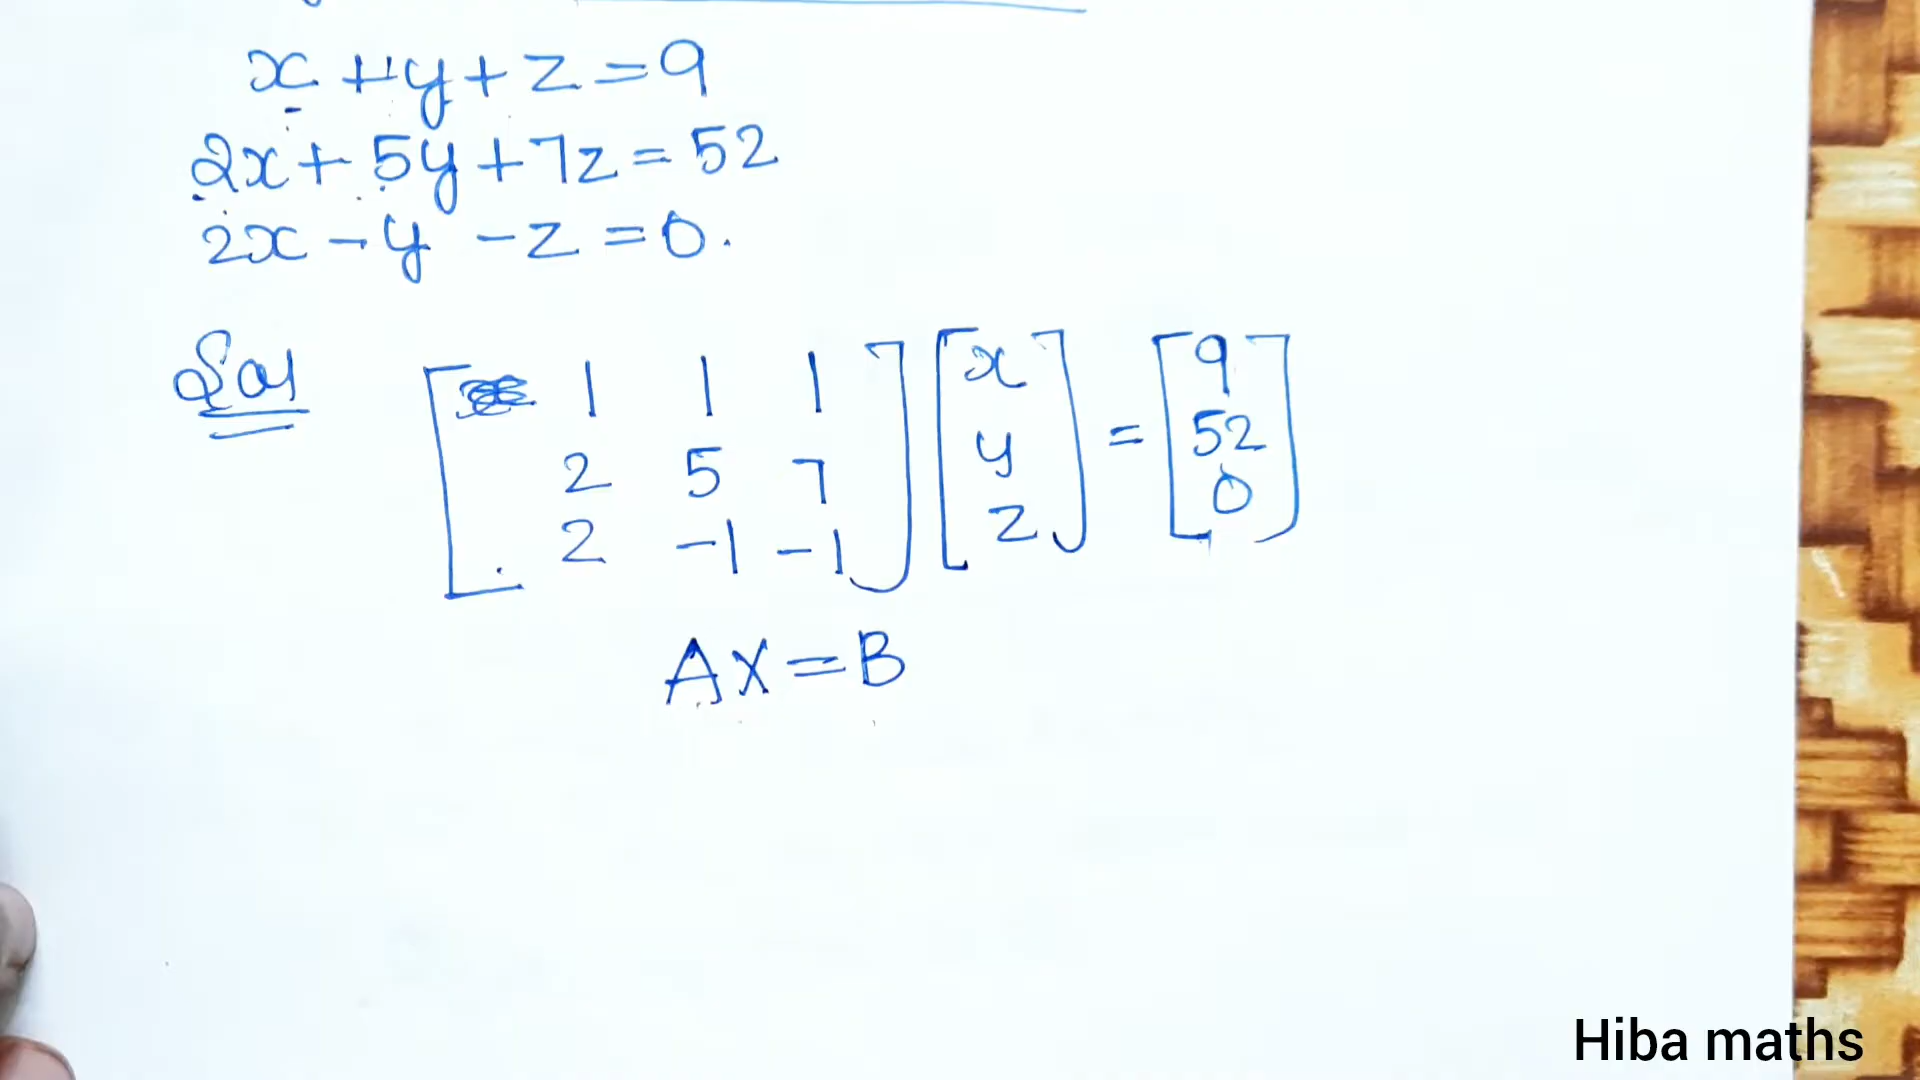 x + y + z = 9
2x + 5y + 7z = 52
2x - y - z = 0.
Sol
[1 1 1] [x] = [9]
[2 5 7] [y] [52]
[2 -1 -1] [z] [0]
AX = B
Hiba maths